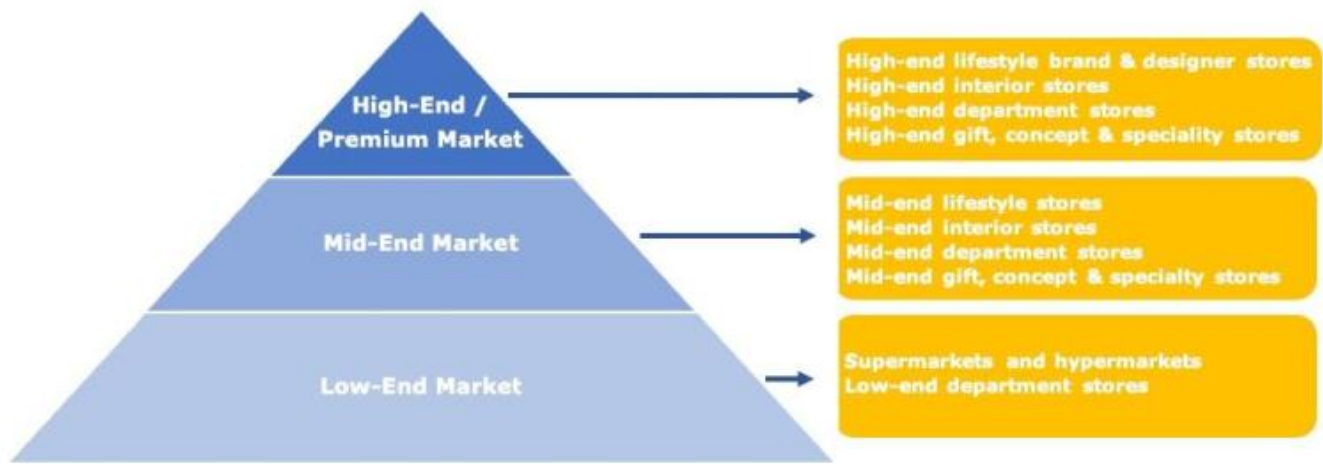 High-End /
Premium Market
High-end lifestyle brand & designer stores
High-end interior stores
High-end department stores
High-end gift, concept & speciality stores
Mid-End Market
Mid-end lifestyle stores
Mid-end interior stores
Mid-end department stores
Mid-end gift, concept & specialty stores
Low-End Market
Supermarkets and hypermarkets
Low-end department stores